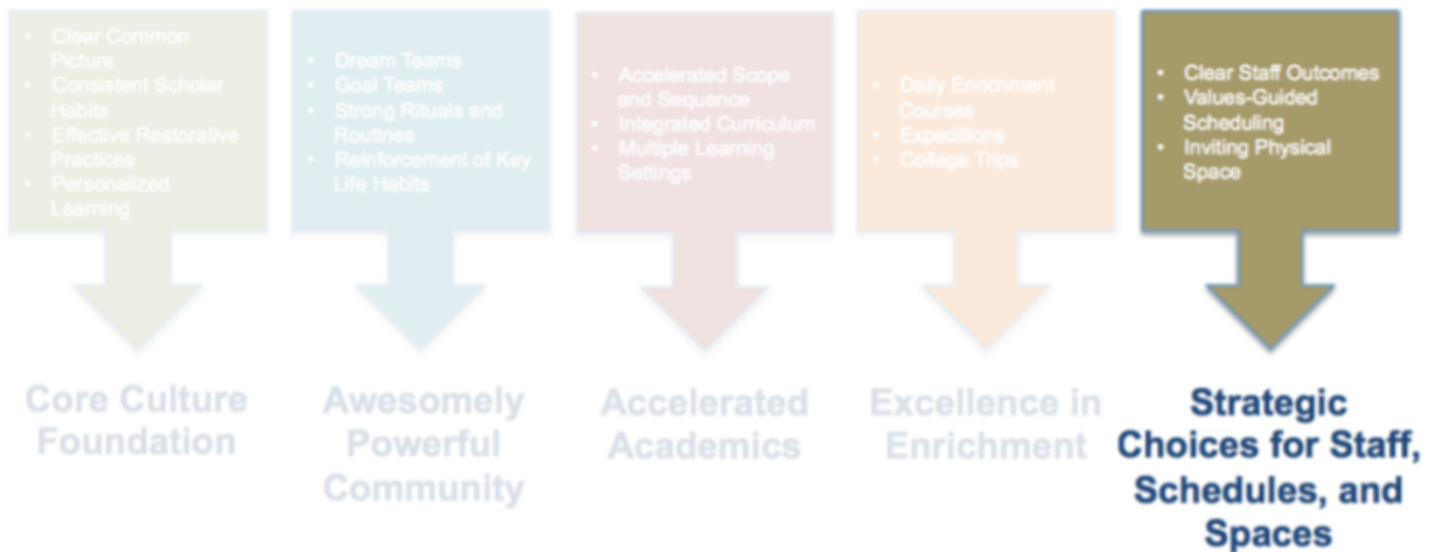 • Clear Common
Picture
• Consistent Scholar
Habits
• Effective Restorative
Practices
• Personalized
Learning
• Dream Teams
• Goal Teams
• Strong Rituals and
Routines
• Reinforcement of Key
Life Habits
• Accelerated Scope
and Sequence
• Integrated Curriculum
• Multiple Learning
Settings
• Daily Enrichment
Courses
• Expeditions
• College Trips
• Clear Staff Outcomes
• Values-Guided
Scheduling
• Inviting Physical
Space
Core Culture
Foundation
Awesomely
Powerful
Community
Accelerated
Academics
Excellence in
Enrichment
Strategic
Choices for Staff,
Schedules, and
Spaces